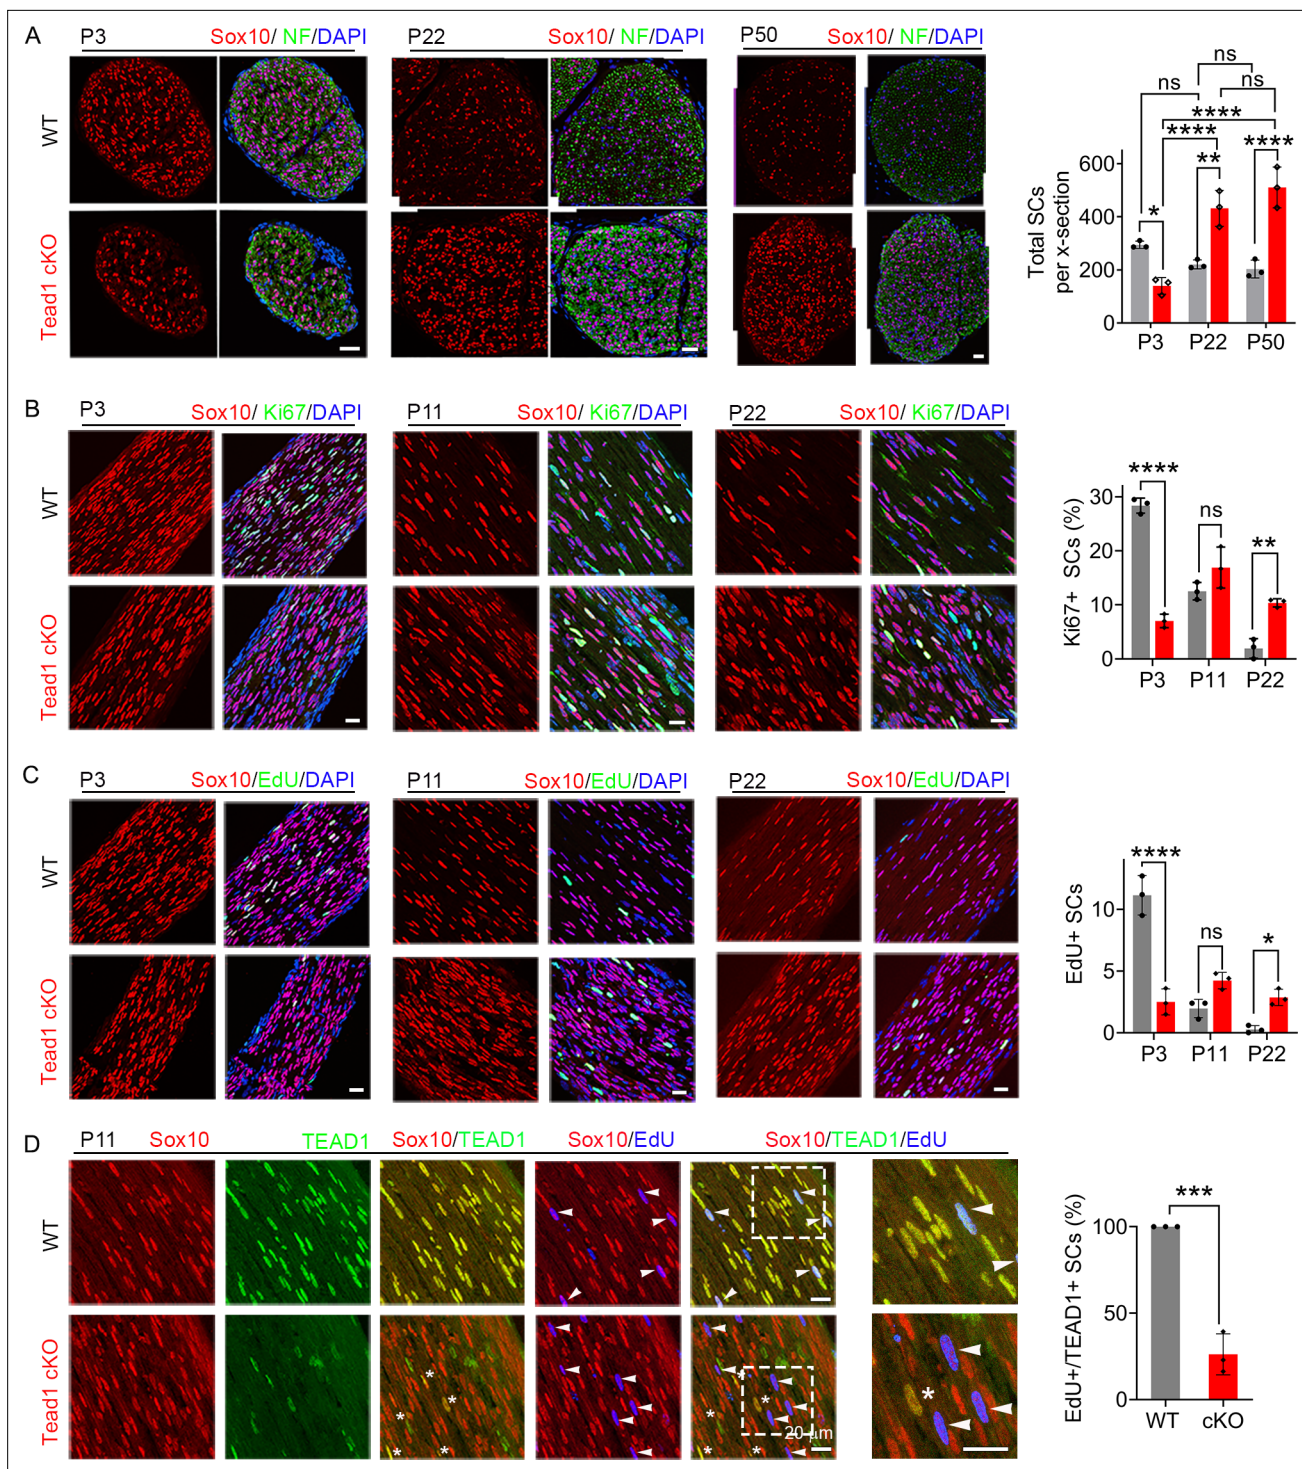 A P3 Sox10/ NF/DAPI P22 Sox10/ NF/DAPI P50 Sox10/ NF/DAPI
WT
Tead1 cKO
Total SCs
per x-section
600
400
200
0
ns
ns ns
****
**** ****
**
*
P3 P22 P50
B P3 Sox10/ Ki67/DAPI P11 Sox10/ Ki67/DAPI P22 Sox10/ Ki67/DAPI
WT
Tead1 cKO
Ki67+ SCs (%)
30
20
10
0
****
ns
**
P3 P11 P22
C P3 Sox10/EdU/DAPI P11 Sox10/EdU/DAPI P22 Sox10/EdU/DAPI
WT
Tead1 cKO
EdU+ SCs
10
5
0
****
ns
*
P3 P11 P22
D P11 Sox10 TEAD1 Sox10/TEAD1 Sox10/EdU Sox10/TEAD1/EdU
WT
Tead1 cKO
* * * * *
* * * * *
20 µm
*
EdU+/TEAD1+ SCs (%)
100
50
0
***
WT cKO